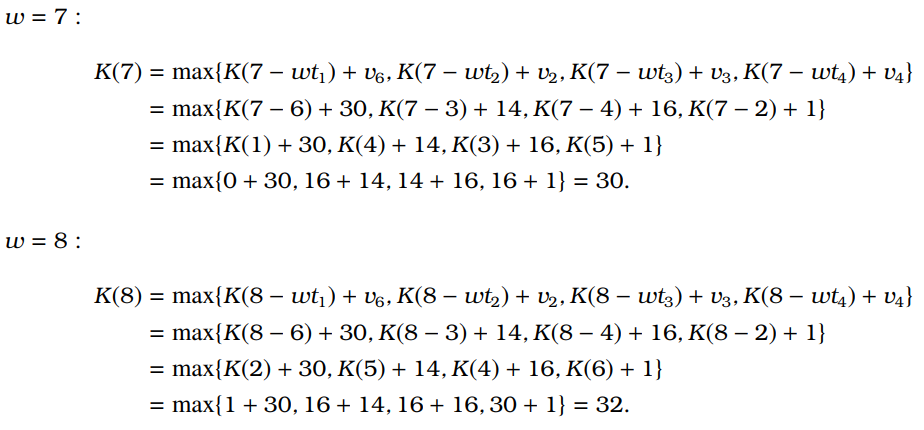 w = 7 :
K(7) = max{K(7 − wt₁) + v₆, K(7 − wt₂) + v₂, K(7 − wt₃) + v₃, K(7 − wt₄) + v₄}
= max{K(7 − 6) + 30, K(7 − 3) + 14, K(7 − 4) + 16, K(7 − 2) + 1}
= max{K(1) + 30, K(4) + 14, K(3) + 16, K(5) + 1}
= max{0 + 30, 16 + 14, 14 + 16, 16 + 1} = 30.
w = 8 :
K(8) = max{K(8 − wt₁) + v₆, K(8 − wt₂) + v₂, K(8 − wt₃) + v₃, K(8 − wt₄) + v₄}
= max{K(8 − 6) + 30, K(8 − 3) + 14, K(8 − 4) + 16, K(8 − 2) + 1}
= max{K(2) + 30, K(5) + 14, K(4) + 16, K(6) + 1}
= max{1 + 30, 16 + 14, 16 + 16, 30 + 1} = 32.